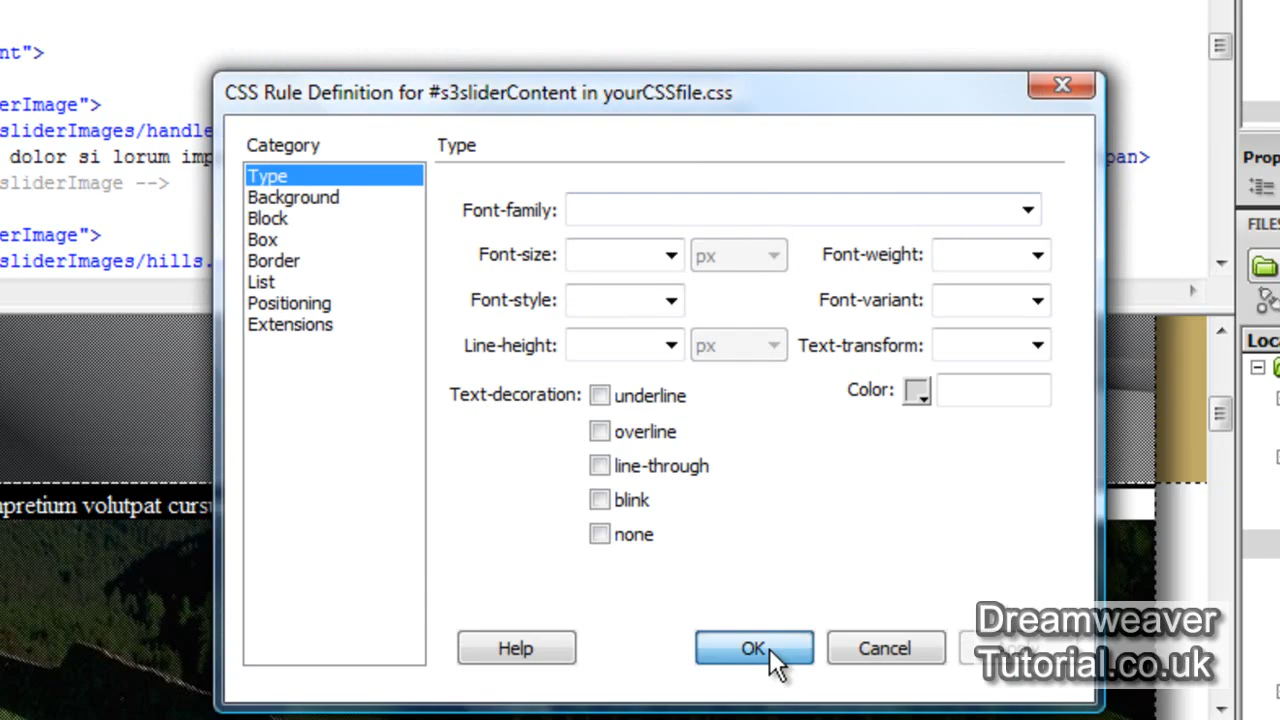 nt">
erImage">
sliderImages/handle
dolor si lorum imp
pan>
sliderImage -->
erImage">
sliderImages/hills.
CSS Rule Definition for #s3sliderContent in yourCSSfile.css
Category
Type
Background
Block
Box
Border
List
Positioning
Extensions
Type
Font-family:
Font-size: px Font-weight:
Font-style: Font-variant:
Line-height: px Text-transform:
Text-decoration: underline Color:
overline
line-through
blink
none
Help OK Cancel
Prop
FILES
Loca
npretium volutpat cursu
Dreamweaver
Tutorial.co.uk